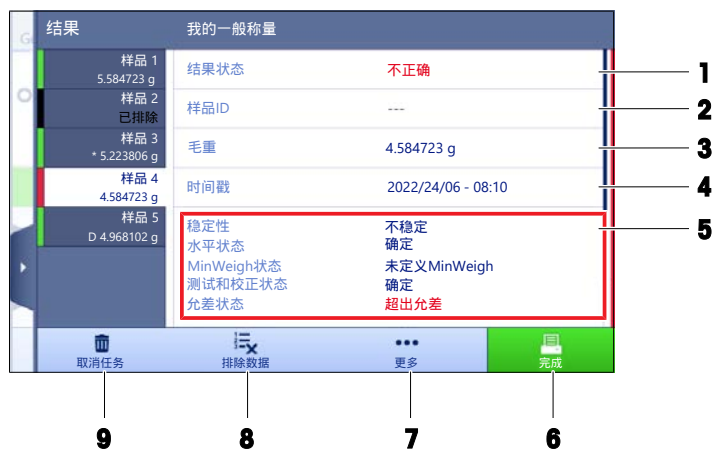 结果
我的一般称量
Ge
样品 1
5.584723 g
样品 2
已排除
样品 3
* 5.223806 g
样品 4
4.584723 g
样品 5
D 4.968102 g
结果状态 不正确
样品ID ---
毛重 4.584723 g
时间戳 2022/24/06 - 08:10
稳定性 不稳定
水平状态 确定
MinWeigh状态 未定义MinWeigh
测试和校正状态 确定
允差状态 超出允差
取消任务
排除数据
更多
完成
1
2
3
4
5
9
8
7
6